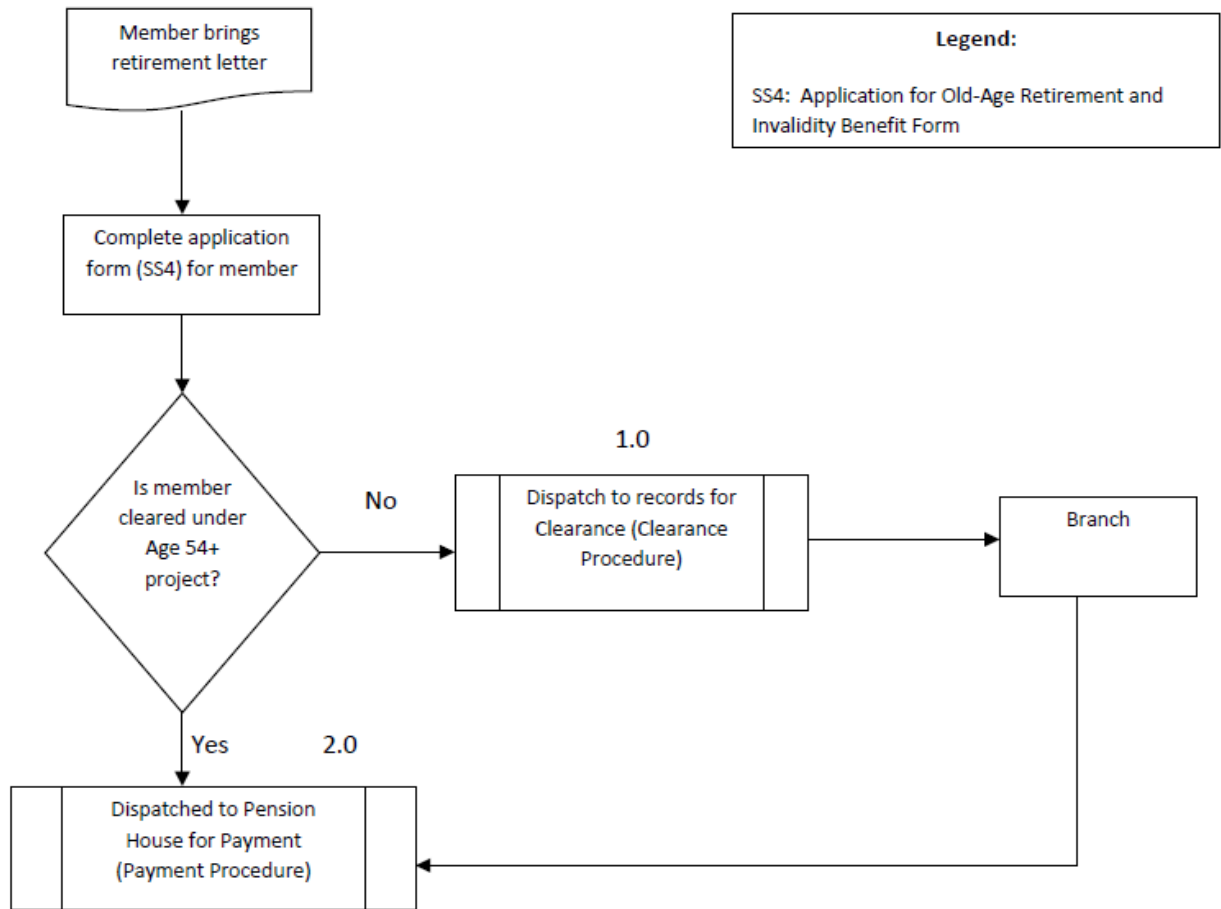 Member brings
retirement letter
Legend:
SS4: Application for Old-Age Retirement and
Invalidity Benefit Form
Complete application
form (SS4) for member
Is member
cleared under
Age 54+
project?
No
1.0
Dispatch to records for
Clearance (Clearance
Procedure)
Branch
Yes
2.0
Dispatched to Pension
House for Payment
(Payment Procedure)